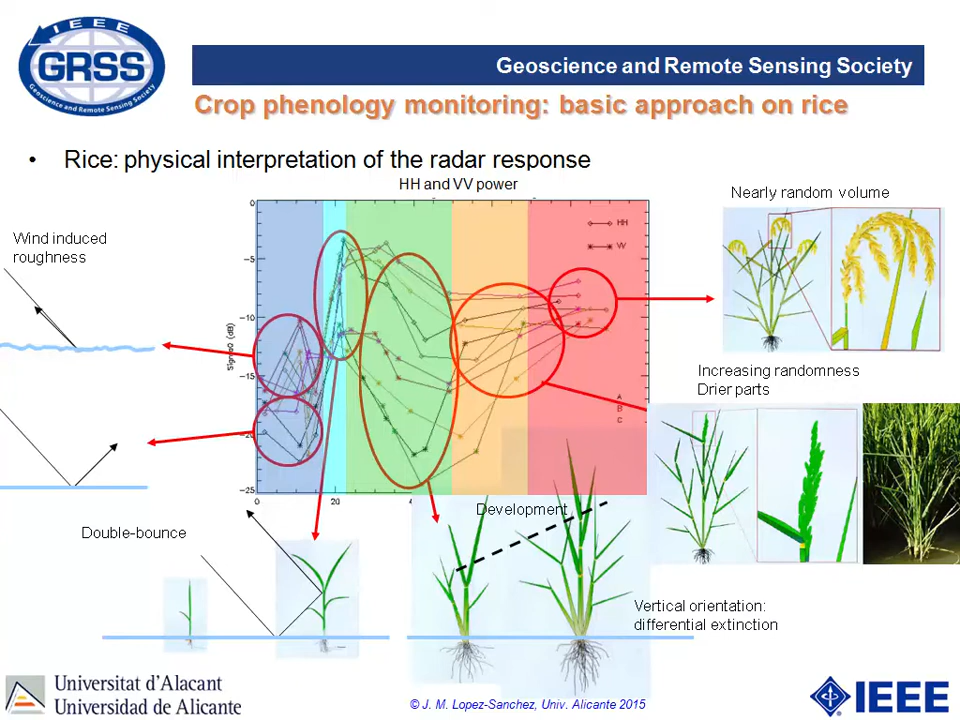 IEEE
GRSS
Geoscience and Remote Sensing Society
Geoscience and Remote Sensing Society
Crop phenology monitoring: basic approach on rice
• Rice: physical interpretation of the radar response
HH and VV power
Nearly random volume
Wind induced
roughness
0
HH
VV
-5
-10
-15
-25
Sigma0 (dB)
A
B
C
0
20
Increasing randomness
Drier parts
Development
Double-bounce
Vertical orientation:
differential extinction
Universitat d'Alacant
Universidad de Alicante
© J. M. Lopez-Sanchez, Univ. Alicante 2015
IEEE